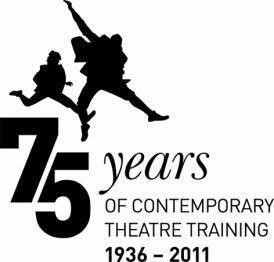 75 years
OF CONTEMPORARY
THEATRE TRAINING
1936 – 2011